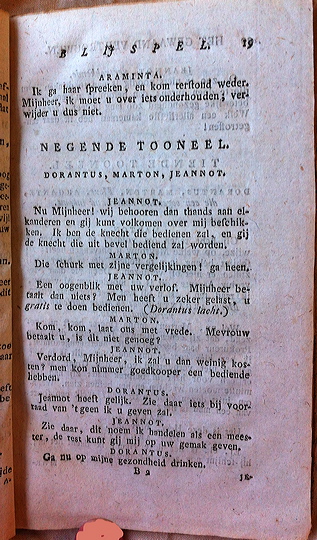 BLIJSPEL. 19
ARAMINTA.
Ik ga haar spreeken, en kom terstond weder.
Mijnheer, ik moet u over iets onderhouden; ver-
wijder u dus niet.
NEGENDE TOONEEL.
DORANTUS, MARTON, JEANNOT.
JEANNOT.
Nu Mijnheer! wij behooren dan thands aan el-
kanderen en gij kunt volkomen over mij beschik-
ken. Ik ben de knecht die bedienen zal, en gij
de knecht die uit bevel bediend zal worden.
MARTON.
Die schurk met zijne vergelijkingen! ga heen.
JEANNOT.
Een oogenblik met uw verlof. Mijnheer be-
taalt dan niets? Men heeft u zeker gelast, u
gratis te doen bedienen. (Dorantus lacht.)
MARTON.
Kom, kom, laat ons met vrede. Mevrouw
betaalt u, is dit niet genoeg?
JEANNOT.
Verdord, Mijnheer, ik zal u dan weinig kos-
ten? men kon nimmer goedkooper een bediende
hebben.
DORANTUS.
Jeannot heeft gelijk. Zie daar iets bij voor-
raad van 't geen ik u geven zal.
JEANNOT.
Zie daar, dit noem ik handelen als een mees-
ter, de rest kunt gij mij op uw gemak geven.
DORANTUS.
Ga nu op mijne gezondheid drinken.
B 2
JE-